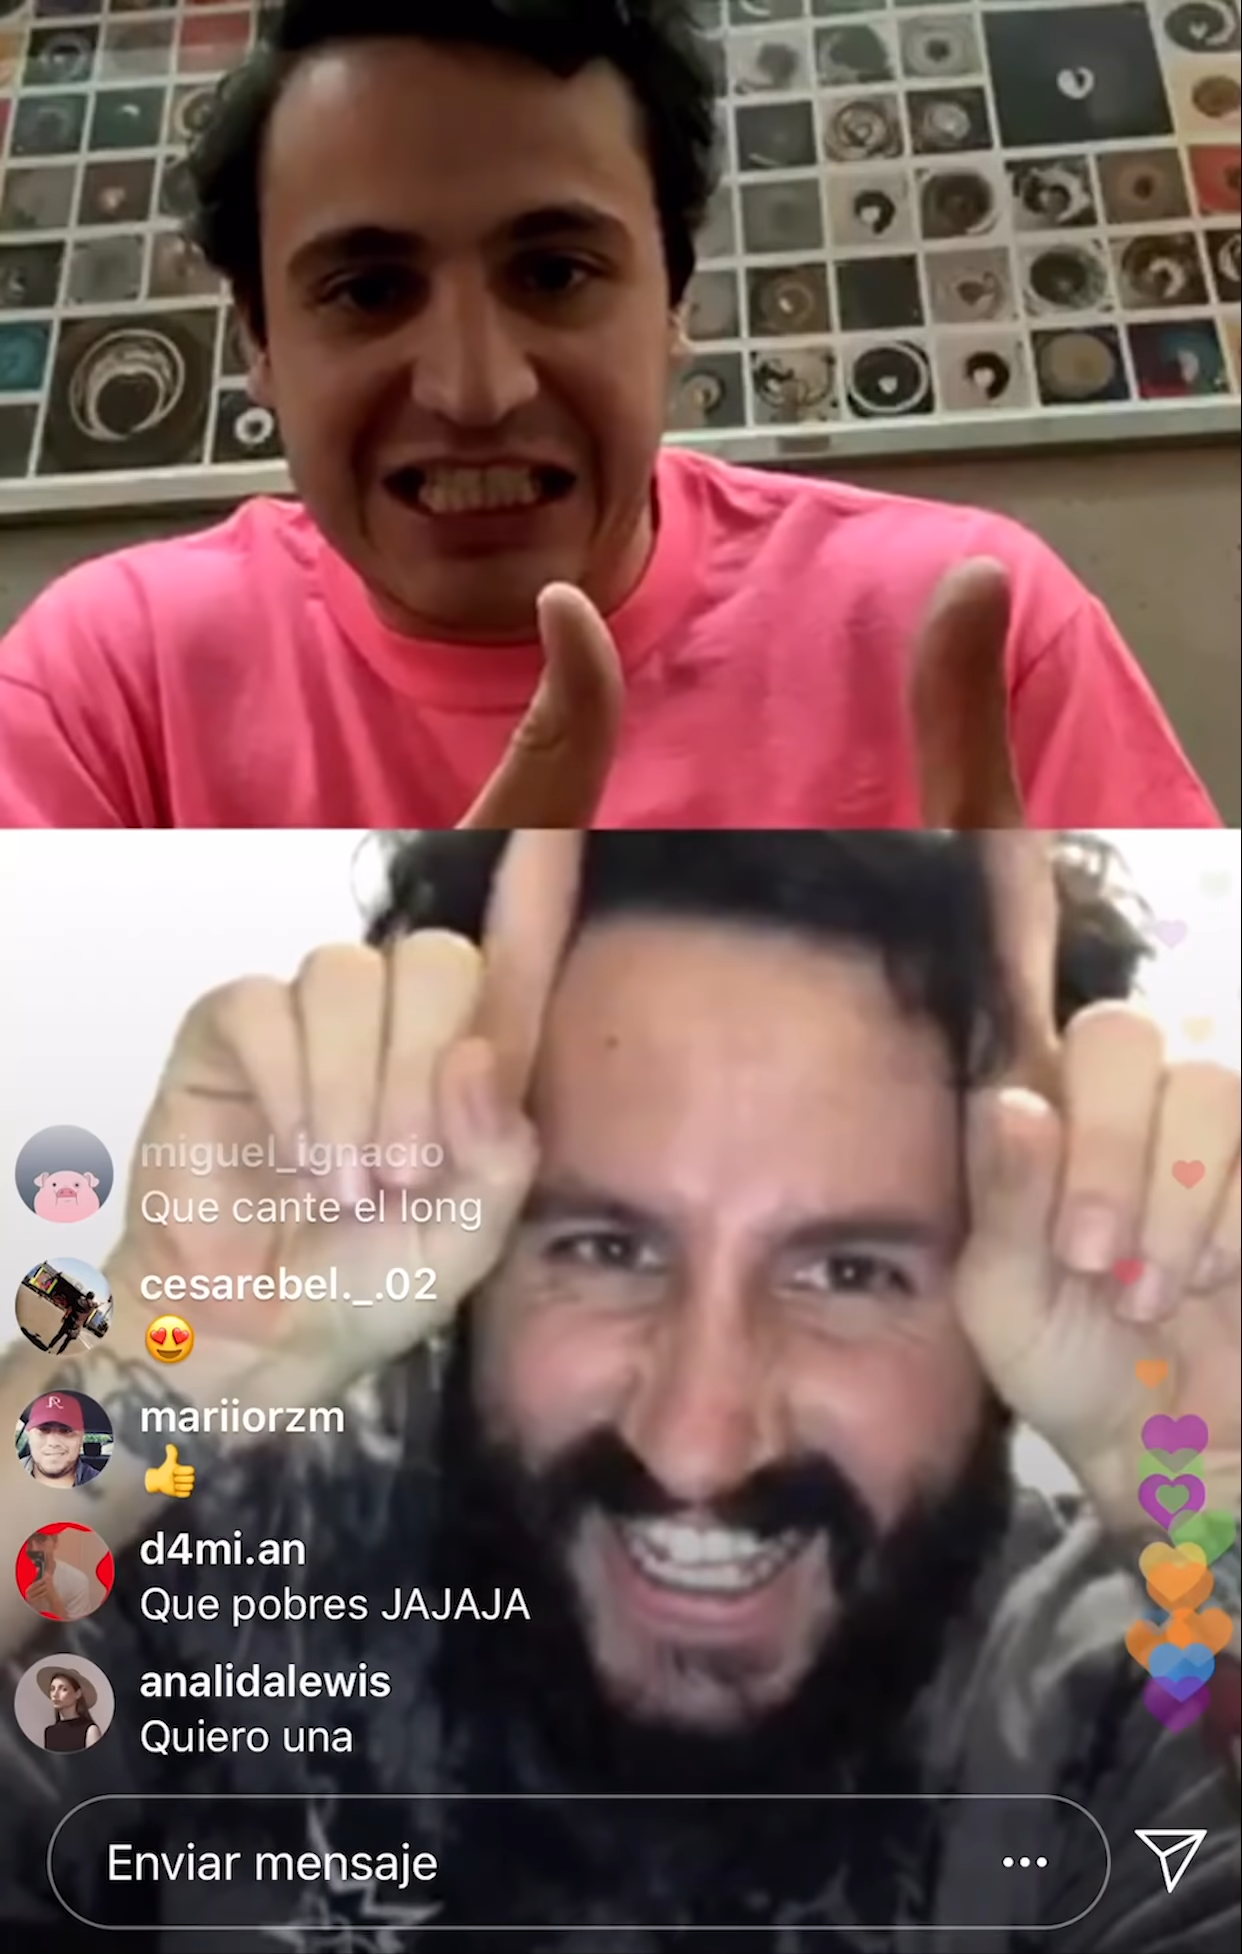 miguel_ignacio
Que cante el long
cesarebel._.02
😍
mariiorzm
👍
d4mi.an
Que pobres JAJAJA
analidalewis
Quiero una
Enviar mensaje